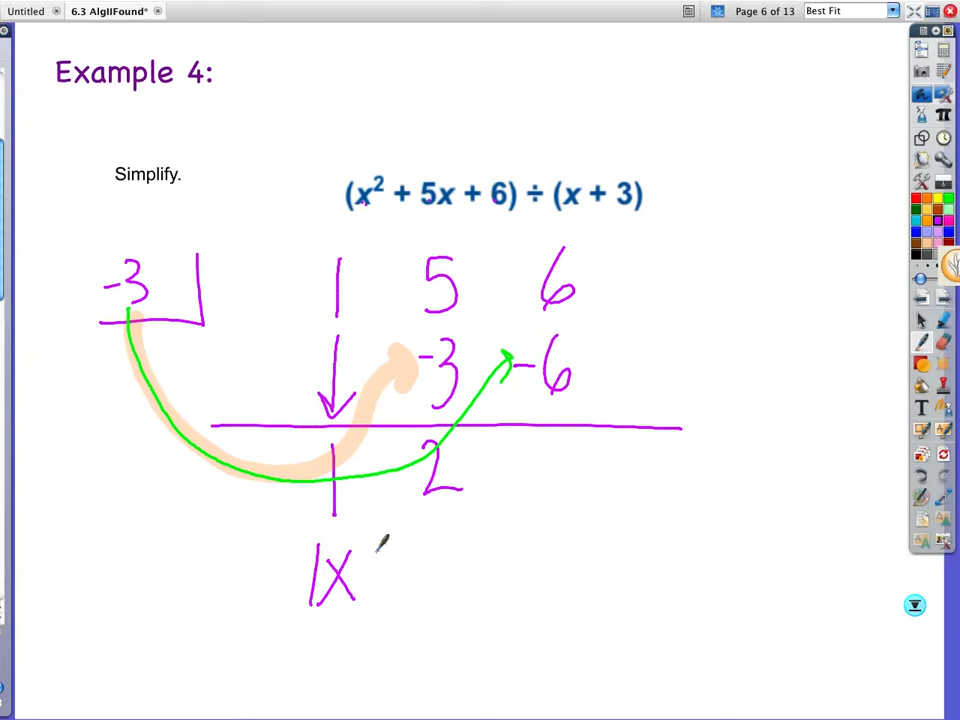 Untitled 6.3 AlgIIFound* Page 6 of 13 Best Fit
Example 4:
Simplify.
(x² + 5x + 6) ÷ (x + 3)
-3 1 5 6
-3 -6
1 2
1x
T
π